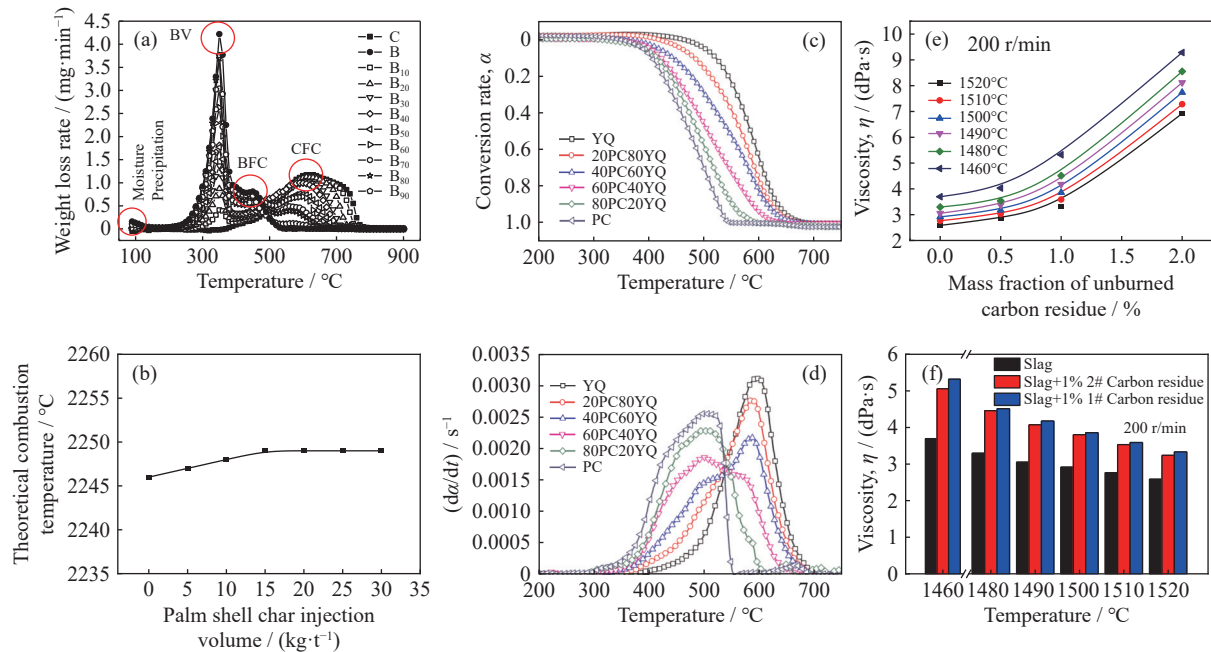 (a)
Weight loss rate / (mg·min⁻¹)
4.5
4.0
3.5
3.0
2.5
2.0
1.5
1.0
0.5
0
BV
BFC
CFC
Moisture
Precipitation
C
B
B₁₀
B₂₀
B₃₀
B₄₀
B₅₀
B₆₀
B₇₀
B₈₀
B₉₀
100 300 500 700 900
Temperature / °C
(c)
Conversion rate, α
0
0.2
0.4
0.6
0.8
1.0
YQ
20PC80YQ
40PC60YQ
60PC40YQ
80PC20YQ
PC
200 300 400 500 600 700
Temperature / °C
(e)
200 r/min
Viscosity, η / (dPa·s)
10
9
8
7
6
5
4
3
2
1520°C
1510°C
1500°C
1490°C
1480°C
1460°C
0.0 0.5 1.0 1.5 2.0
Mass fraction of unburned
carbon residue / %
(b)
Theoretical combustion
temperature / °C
2260
2255
2250
2245
2240
2235
0 5 10 15 20 25 30 35
Palm shell char injection
volume / (kg·t⁻¹)
(d)
(dα/dt) / s⁻¹
0.0035
0.0030
0.0025
0.0020
0.0015
0.0010
0.0005
0
YQ
20PC80YQ
40PC60YQ
60PC40YQ
80PC20YQ
PC
200 300 400 500 600 700
Temperature / °C
(f)
Viscosity, η / (dPa·s)
6
5
4
3
2
1
0
Slag
Slag+1% 2# Carbon residue
Slag+1% 1# Carbon residue
200 r/min
1460 1480 1490 1500 1510 1520
Temperature / °C